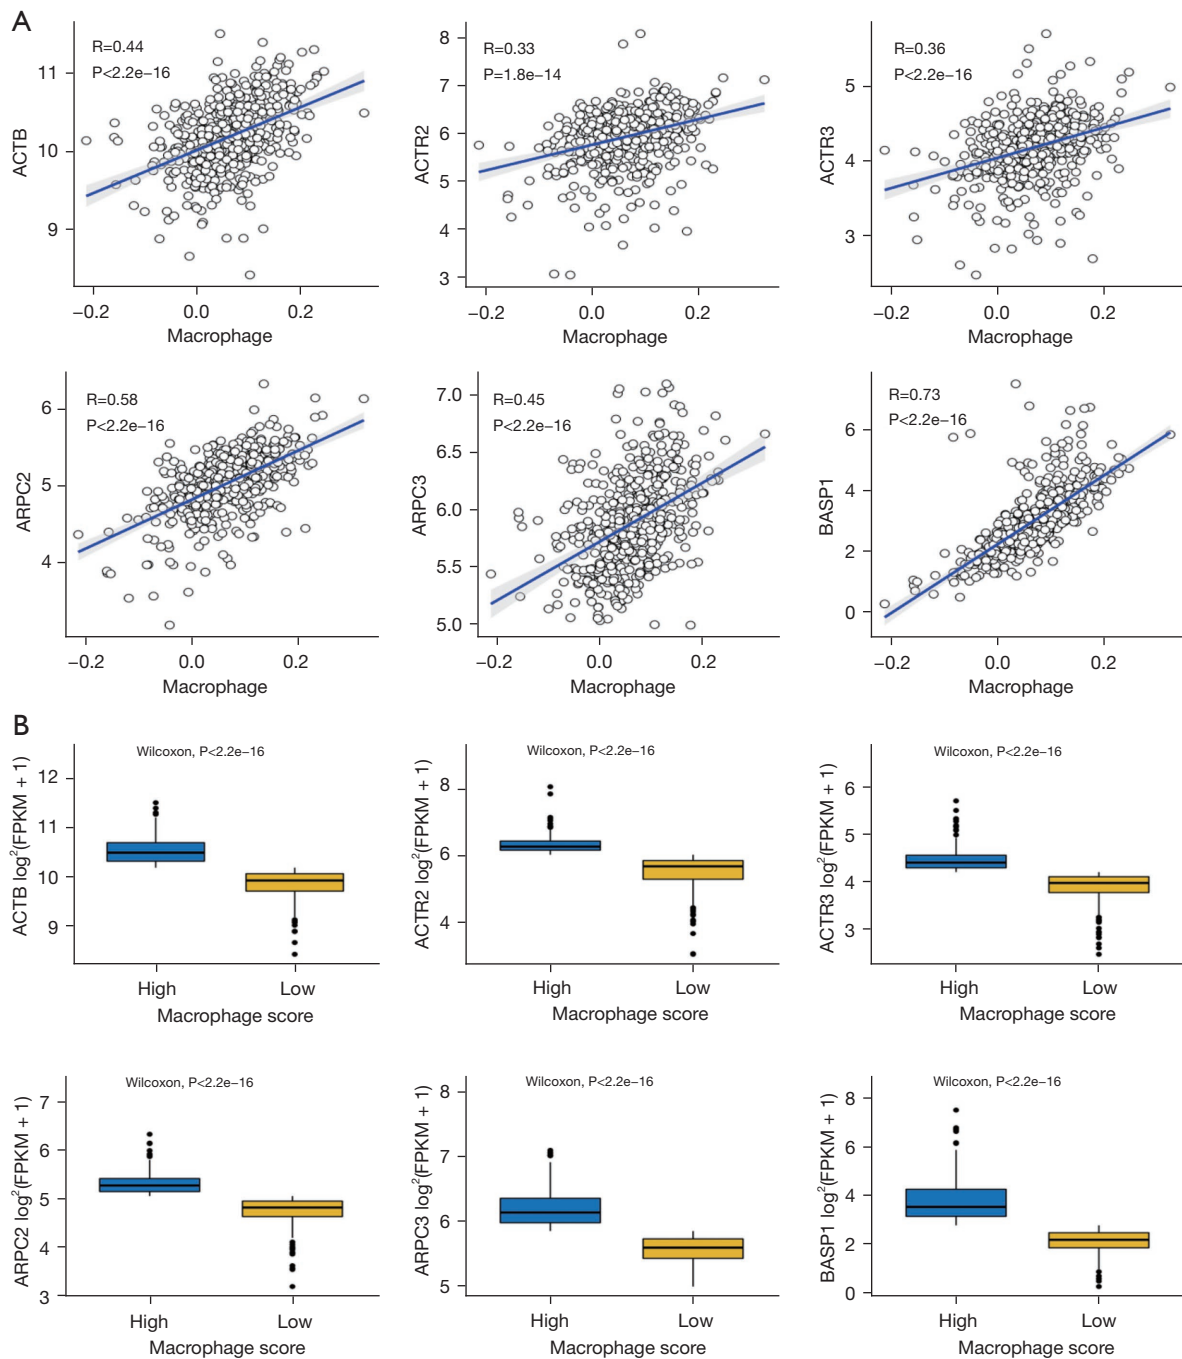 A
R=0.44
P<2.2e−16
ACTB
11
10
9
−0.2
0.0
0.2
Macrophage
R=0.33
P=1.8e−14
ACTR2
8
7
6
5
4
3
−0.2
0.0
0.2
Macrophage
R=0.36
P<2.2e−16
ACTR3
5
4
3
−0.2
0.0
0.2
Macrophage
R=0.58
P<2.2e−16
ARPC2
6
5
4
−0.2
0.0
0.2
Macrophage
R=0.45
P<2.2e−16
ARPC3
7.0
6.5
6.0
5.5
5.0
−0.2
0.0
0.2
Macrophage
R=0.73
P<2.2e−16
BASP1
6
4
2
0
−0.2
0.0
0.2
Macrophage
B
Wilcoxon, P<2.2e−16
ACTB log²(FPKM + 1)
12
11
10
9
High
Low
Macrophage score
Wilcoxon, P<2.2e−16
ACTR2 log²(FPKM + 1)
8
6
4
High
Low
Macrophage score
Wilcoxon, P<2.2e−16
ACTR3 log²(FPKM + 1)
6
5
4
3
High
Low
Macrophage score
Wilcoxon, P<2.2e−16
ARPC2 log²(FPKM + 1)
7
6
5
4
3
High
Low
Macrophage score
Wilcoxon, P<2.2e−16
ARPC3 log²(FPKM + 1)
8
7
6
5
High
Low
Macrophage score
Wilcoxon, P<2.2e−16
BASP1 log²(FPKM + 1)
8
6
4
2
0
High
Low
Macrophage score